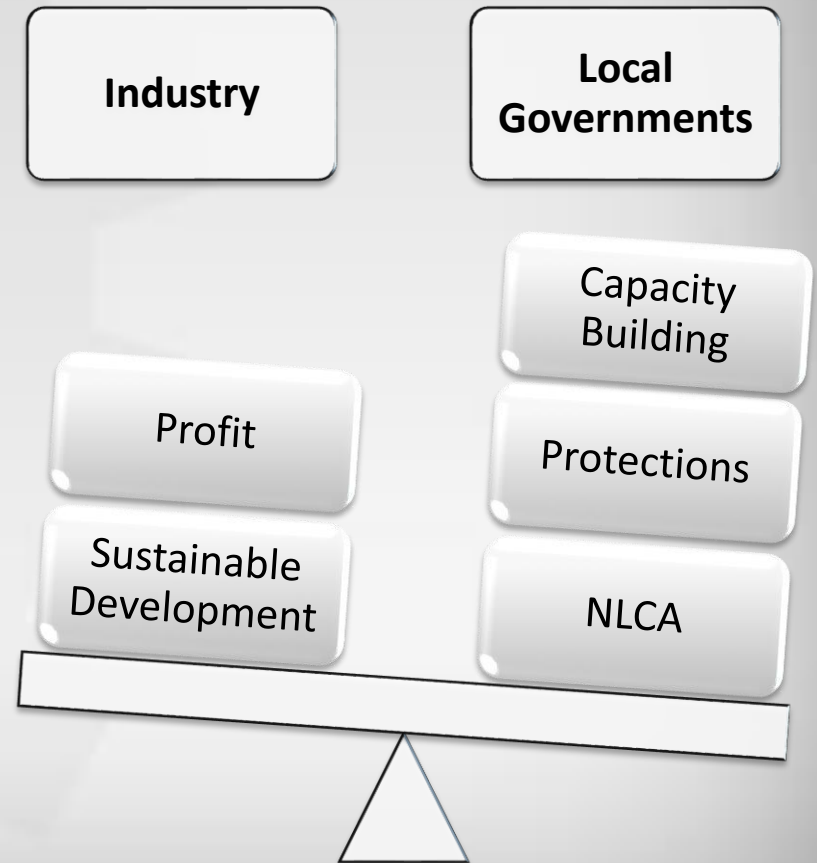 Industry
Local
Governments
Capacity
Building
Profit
Protections
Sustainable
Development
NLCA